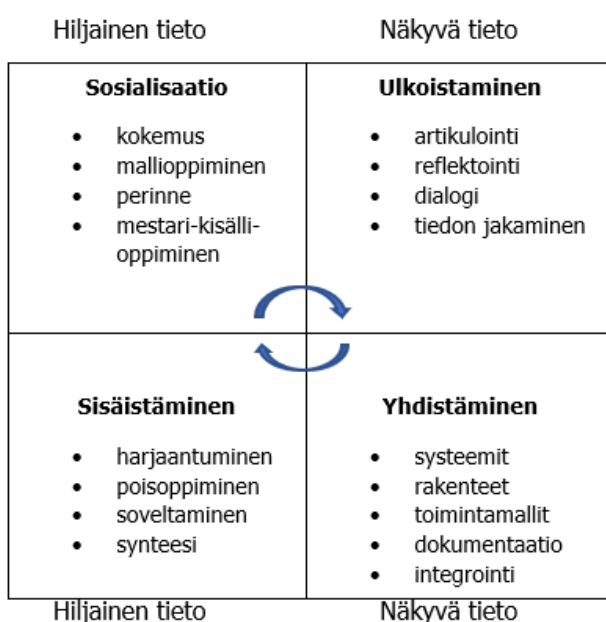 Hiljainen tieto
Näkyvä tieto
Sosialisaatio
• kokemus
• mallioppiminen
• perinne
• mestari-kisälli-
oppiminen
Ulkoistaminen
• artikulointi
• reflektointi
• dialogi
• tiedon jakaminen
Sisäistäminen
• harjaantuminen
• poisoppiminen
• soveltaminen
• synteesi
Yhdistäminen
• systeemit
• rakenteet
• toimintamallit
• dokumentaatio
• integrointi
Hiljainen tieto
Näkyvä tieto